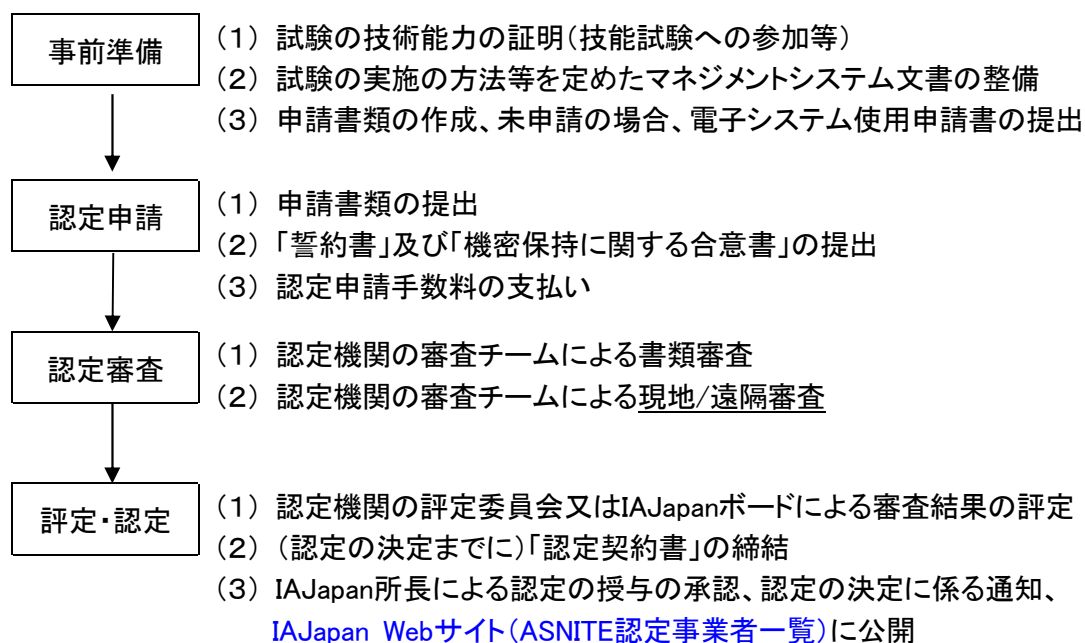 事前準備
（1） 試験の技術能力の証明（技能試験への参加等）
（2） 試験の実施の方法等を定めたマネジメントシステム文書の整備
（3） 申請書類の作成、未申請の場合、電子システム使用申請書の提出
認定申請
（1） 申請書類の提出
（2） 「誓約書」及び「機密保持に関する合意書」の提出
（3） 認定申請手数料の支払い
認定審査
（1） 認定機関の審査チームによる書類審査
（2） 認定機関の審査チームによる現地/遠隔審査
評定・認定
（1） 認定機関の評定委員会又はIAJapanボードによる審査結果の評定
（2） （認定の決定までに）「認定契約書」の締結
（3） IAJapan所長による認定の授与の承認、認定の決定に係る通知、
IAJapan Webサイト（ASNITE認定事業者一覧）に公開